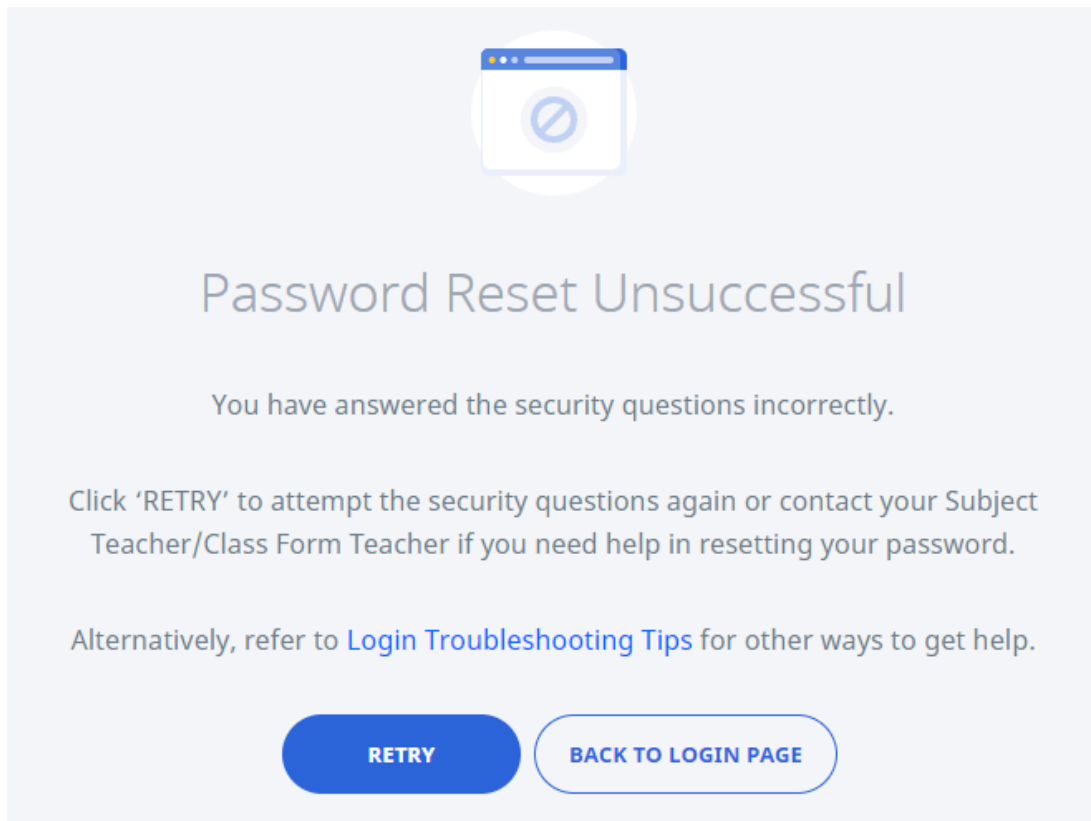 Password Reset Unsuccessful
You have answered the security questions incorrectly.
Click ‘RETRY’ to attempt the security questions again or contact your Subject
Teacher/Class Form Teacher if you need help in resetting your password.
Alternatively, refer to Login Troubleshooting Tips for other ways to get help.
RETRY
BACK TO LOGIN PAGE